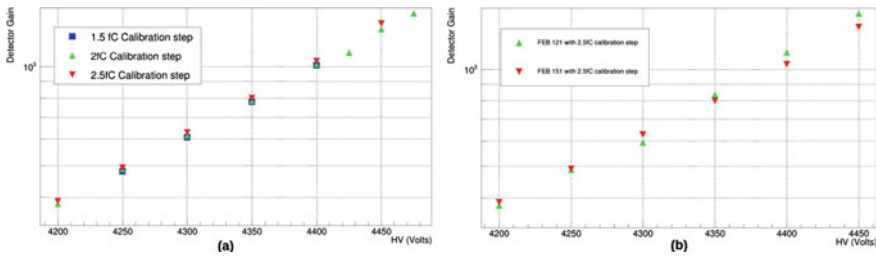 Detector Gain
10³
1.5 fC Calibration step
2fC Calibration step
2.5fC Calibration step
4200 4250 4300 4350 4400 4450
HV (Volts)
(a)
Detector Gain
10³
FEB 121 with 2.5fC calibration step
FEB 151 with 2.5fC calibration step
4200 4250 4300 4350 4400 4450
HV (Volts)
(b)